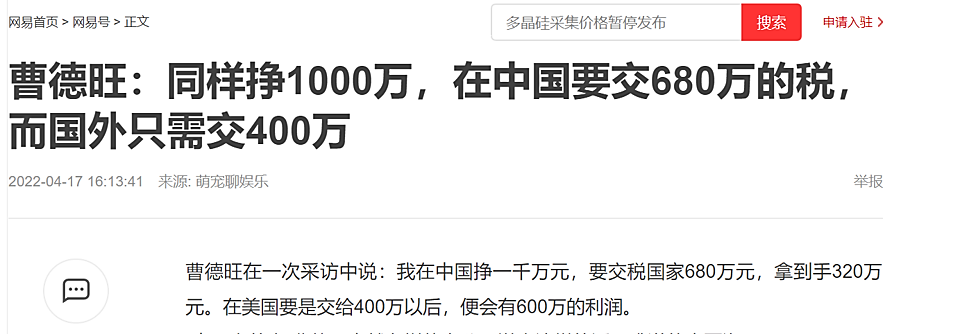 网易首页 > 网易号 > 正文
多晶硅采集价格暂停发布
搜索
申请入驻 >
曹德旺：同样挣1000万，在中国要交680万的税，
而国外只需交400万
2022-04-17 16:13:41 来源: 萌宠聊娱乐
举报
曹德旺在一次采访中说：我在中国挣一千万元，要交税国家680万元，拿到手320万
元。在美国要是交给400万以后，便会有600万的利润。